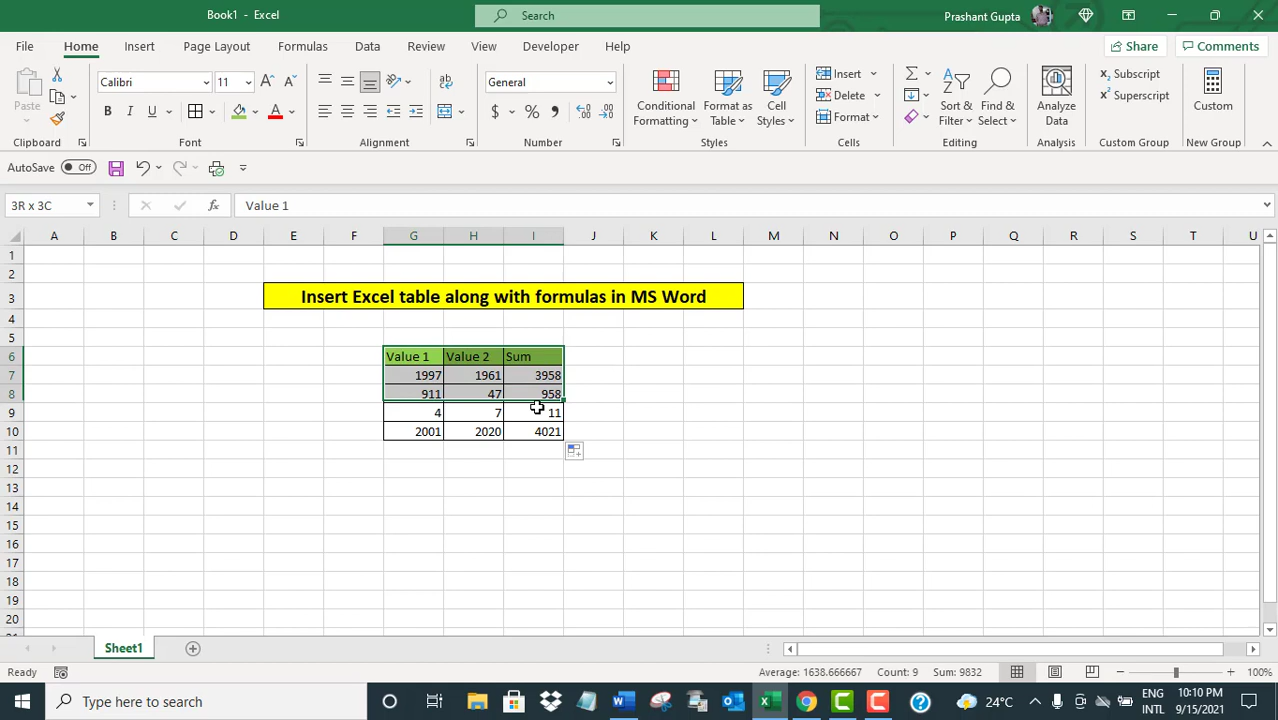 Book1 - Excel
Search
Prashant Gupta
File Home Insert Page Layout Formulas Data Review View Developer Help
Share Comments
Paste
Clipboard
Calibri 11
B I U
Font
Alignment
General
$ % ,
Number
Conditional Formatting
Format as Table
Cell Styles
Styles
Insert
Delete
Format
Cells
Sort & Filter
Find & Select
Editing
Analyze Data
Analysis
Subscript
Superscript
Custom Group
Custom
New Group
AutoSave Off
3R x 3C
fx
Value 1
A B C D E F G H I J K L M N O P Q R S T U
1
2
3 Insert Excel table along with formulas in MS Word
4
5
6 Value 1 Value 2 Sum
7 1997 1961 3958
8 911 47 958
9 4 7 11
10 2001 2020 4021
11
12
13
14
15
16
17
18
19
20
Sheet1
Ready
Average: 1638.666667 Count: 9 Sum: 9832
100%
Type here to search
24°C
ENG
INTL
10:10 PM
9/15/2021